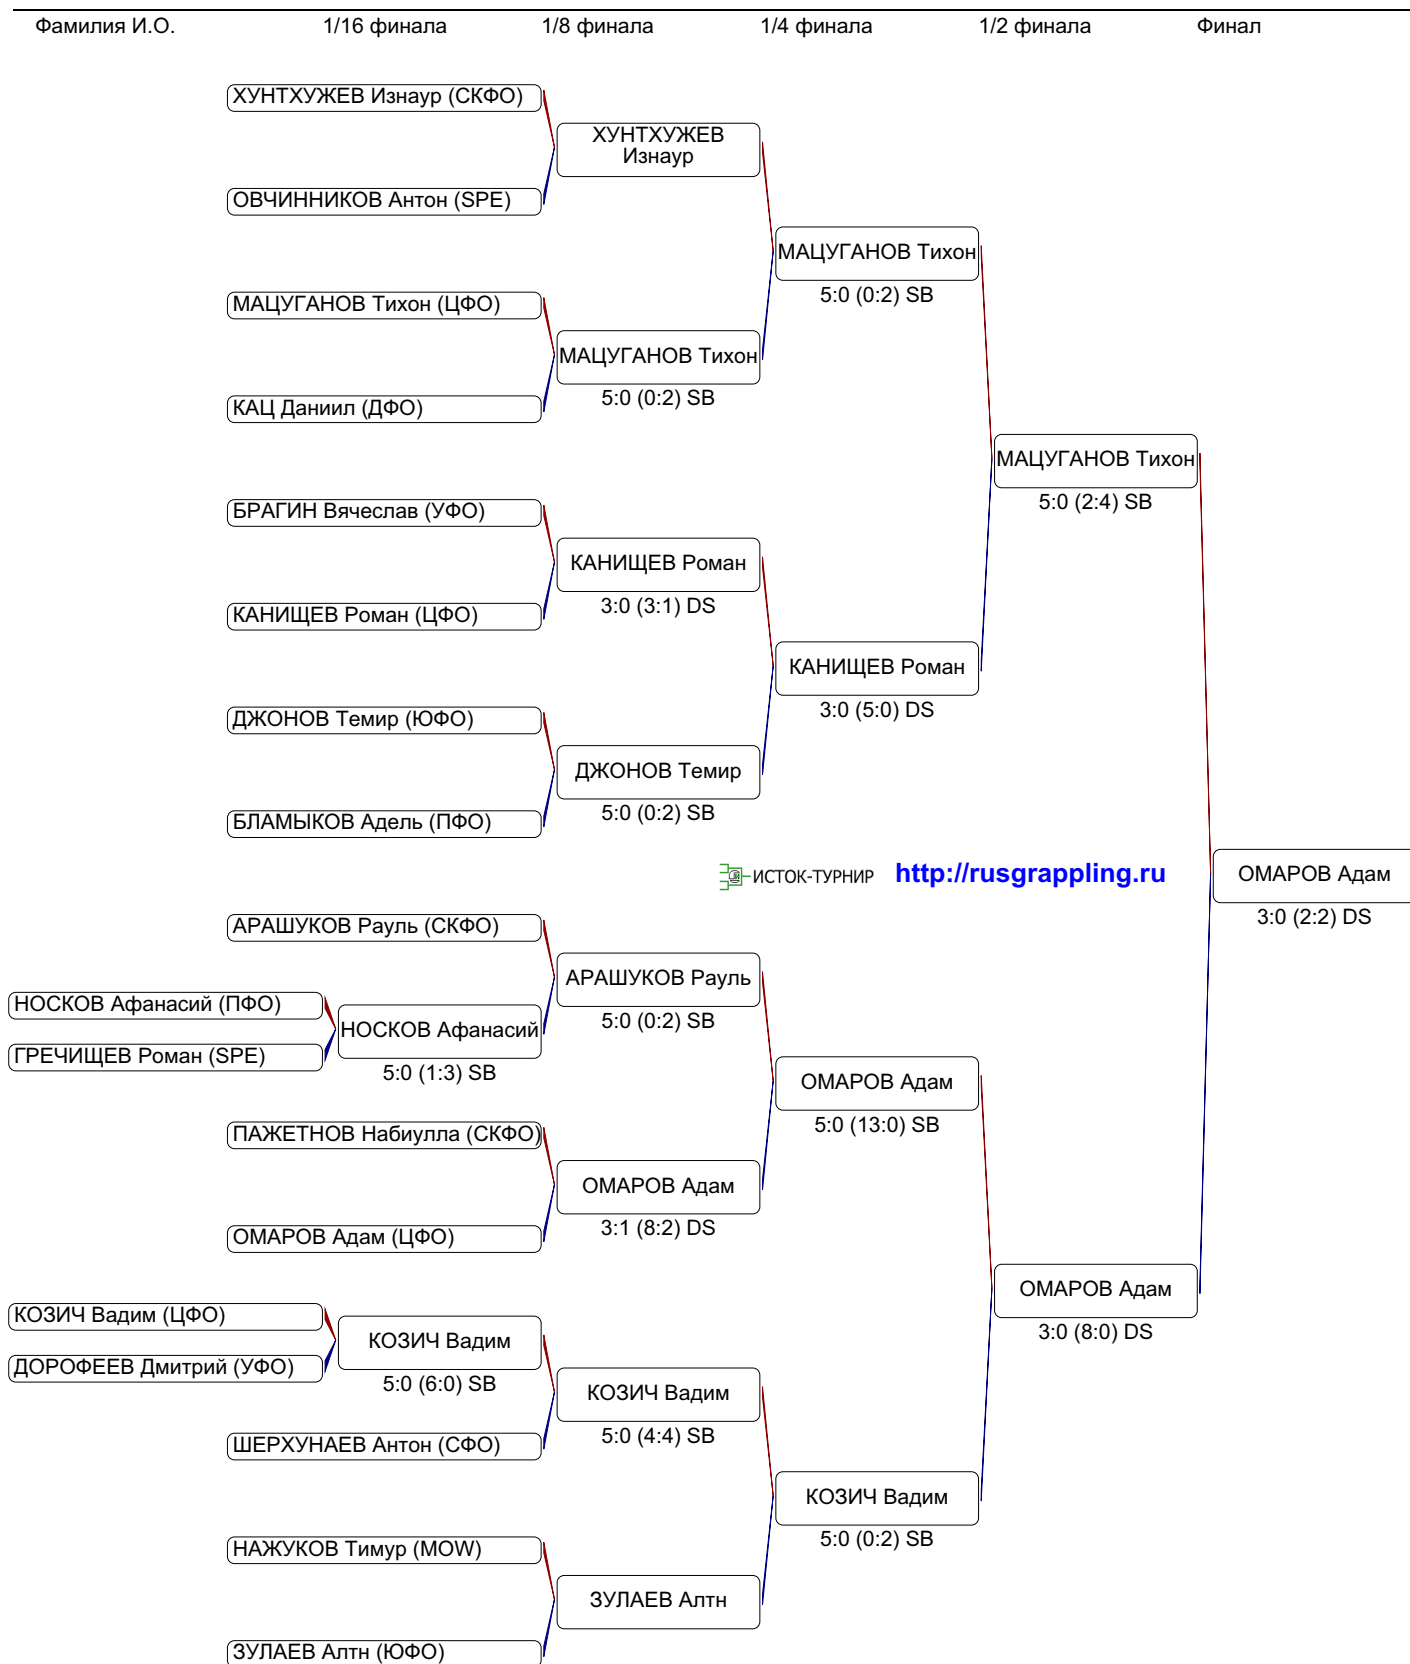 Фамилия И.О. 1/16 финала 1/8 финала 1/4 финала 1/2 финала Финал
ХУНТХУЖЕВ Изнаур (СКФО)
ХУНТХУЖЕВ
Изнаур
ОВЧИННИКОВ Антон (SPE)
МАЦУГАНОВ Тихон
5:0 (0:2) SB
МАЦУГАНОВ Тихон (ЦФО)
МАЦУГАНОВ Тихон
5:0 (0:2) SB
КАЦ Даниил (ДФО)
МАЦУГАНОВ Тихон
5:0 (2:4) SB
БРАГИН Вячеслав (УФО)
КАНИЩЕВ Роман
3:0 (3:1) DS
КАНИЩЕВ Роман (ЦФО)
КАНИЩЕВ Роман
3:0 (5:0) DS
ДЖОНОВ Темир (ЮФО)
ДЖОНОВ Темир
5:0 (0:2) SB
БЛАМЫКОВ Адель (ПФО)
ИСТОК-ТУРНИР http://rusgrappling.ru
ОМАРОВ Адам
3:0 (2:2) DS
АРАШУКОВ Рауль (СКФО)
АРАШУКОВ Рауль
5:0 (0:2) SB
НОСКОВ Афанасий (ПФО)
НОСКОВ Афанасий
5:0 (1:3) SB
ГРЕЧИЩЕВ Роман (SPE)
ОМАРОВ Адам
5:0 (13:0) SB
ПАЖЕТНОВ Набиулла (СКФО)
ОМАРОВ Адам
3:1 (8:2) DS
ОМАРОВ Адам (ЦФО)
ОМАРОВ Адам
3:0 (8:0) DS
КОЗИЧ Вадим (ЦФО)
КОЗИЧ Вадим
5:0 (6:0) SB
ДОРОФЕЕВ Дмитрий (УФО)
КОЗИЧ Вадим
5:0 (4:4) SB
ШЕРХУНАЕВ Антон (СФО)
КОЗИЧ Вадим
5:0 (0:2) SB
НАЖУКОВ Тимур (MOW)
ЗУЛАЕВ Алтн
ЗУЛАЕВ Алтн (ЮФО)